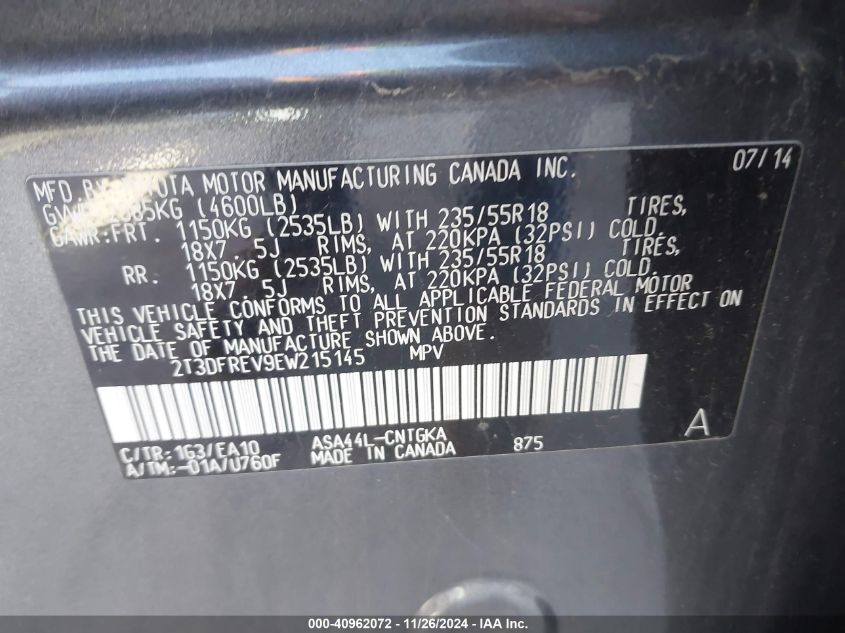 MFD. BY TOYOTA MOTOR MANUFACTURING CANADA INC. 07/14
(4600LB)
GAWR:FRT. 1150KG (2535LB) WITH 235/55R18 TIRES,
18X7. 5J RIMS, AT 220KPA (32PSI) COLD.
RR. 1150KG (2535LB) WITH 235/55R18 TIRES,
18X7. 5J RIMS, AT 220KPA (32PSI) COLD.
THIS VEHICLE CONFORMS TO ALL APPLICABLE FEDERAL MOTOR
VEHICLE SAFETY AND THEFT PREVENTION STANDARDS IN EFFECT ON
THE DATE OF MANUFACTURE SHOWN ABOVE.
2T3DFREV9EW215145 MPV
A
C/TR:1G3/EA10 ASA44L-CNTGKA 875
A/TM:-01A/U760F MADE IN CANADA
000-40962072 - 11/26/2024 - IAA Inc.